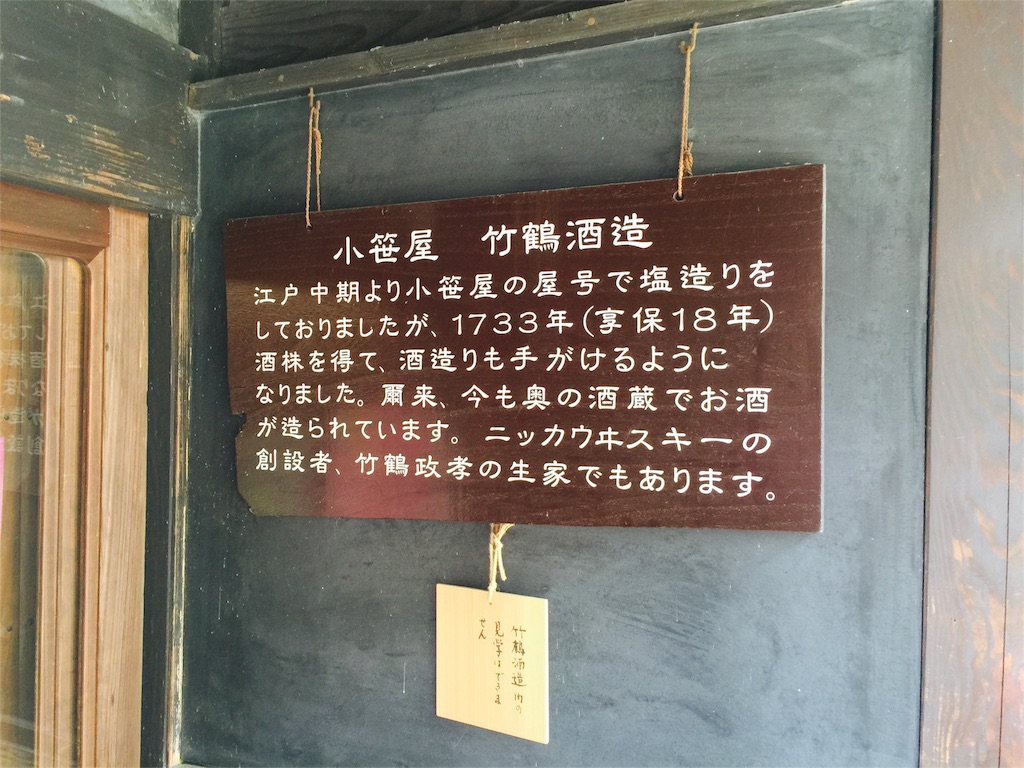 小笹屋　竹鶴酒造
江戸中期より小笹屋の屋号で塩造りを
しておりましたが、1733年(享保18年)
酒株を得て、酒造りも手がけるように
なりました。爾来、今も奥の酒蔵でお酒
が造られています。ニッカウヰスキーの
創設者、竹鶴政孝の生家でもあります。
竹鶴酒造内の
見学はできま
せん